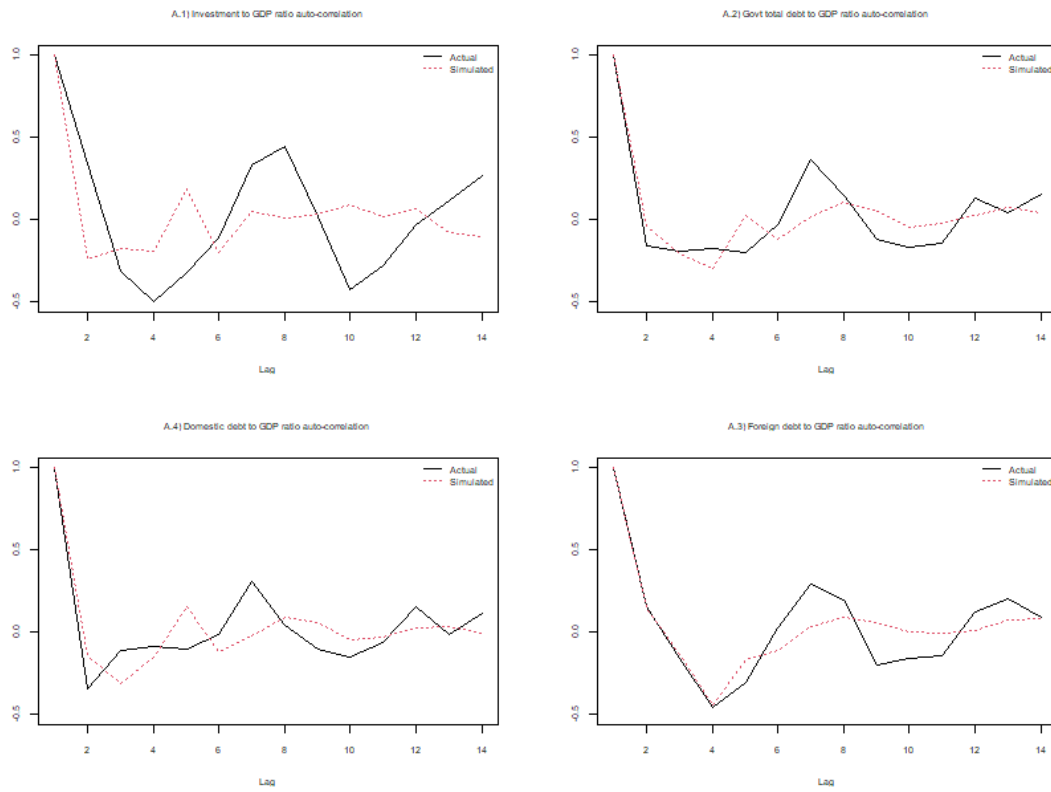 A.1) Investment to GDP ratio auto-correlation
1.0
0.5
0.0
-0.5
Actual
Simulated
2 4 6 8 10 12 14
Lag
A.2) Govt total debt to GDP ratio auto-correlation
1.0
0.5
0.0
-0.5
Actual
Simulated
2 4 6 8 10 12 14
Lag
A.4) Domestic debt to GDP ratio auto-correlation
1.0
0.5
0.0
-0.5
Actual
Simulated
2 4 6 8 10 12 14
Lag
A.3) Foreign debt to GDP ratio auto-correlation
1.0
0.5
0.0
-0.5
Actual
Simulated
2 4 6 8 10 12 14
Lag